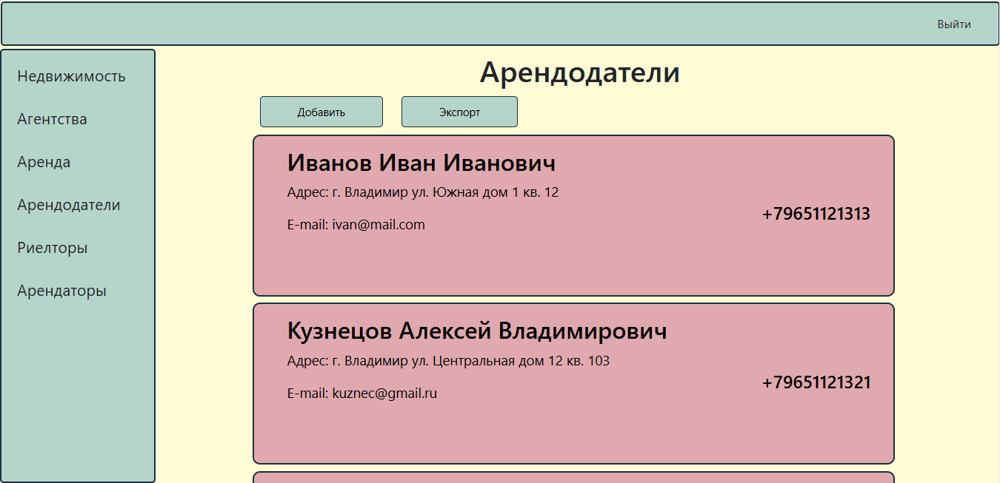 Выйти
Недвижимость
Агентства
Аренда
Арендодатели
Риелторы
Арендаторы
Арендодатели
Добавить
Экспорт
Иванов Иван Иванович
Адрес: г. Владимир ул. Южная дом 1 кв. 12
E-mail: ivan@mail.com
+79651121313
Кузнецов Алексей Владимирович
Адрес: г. Владимир ул. Центральная дом 12 кв. 103
E-mail: kuznec@gmail.ru
+79651121321